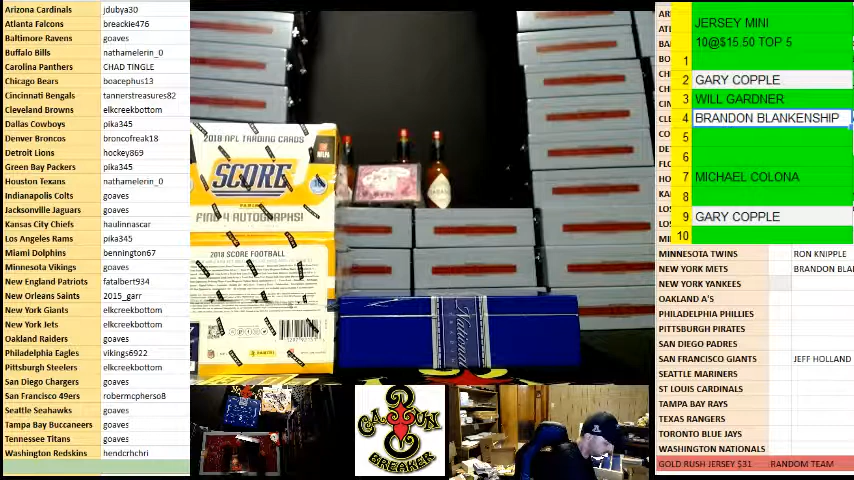 Arizona Cardinals jdubya30
Atlanta Falcons breackie476
Baltimore Ravens goaves
Buffalo Bills nathamelerin_0
Carolina Panthers CHAD TINGLE
Chicago Bears boacephus13
Cincinnati Bengals tannerstreasures82
Cleveland Browns elkcreekbottom
Dallas Cowboys pika345
Denver Broncos broncofreak18
Detroit Lions hockey869
Green Bay Packers pika345
Houston Texans nathamelerin_0
Indianapolis Colts goaves
Jacksonville Jaguars goaves
Kansas City Chiefs haulinnascar
Los Angeles Rams pika345
Miami Dolphins bennington67
Minnesota Vikings goaves
New England Patriots fatalbert934
New Orleans Saints 2015_garr
New York Giants elkcreekbottom
New York Jets elkcreekbottom
Oakland Raiders goaves
Philadelphia Eagles vikings6922
Pittsburgh Steelers elkcreekbottom
San Diego Chargers goaves
San Francisco 49ers robermcpherso8
Seattle Seahawks goaves
Tampa Bay Buccaneers goaves
Tennessee Titans goaves
Washington Redskins hendcrhchri
2018 NFL TRADING CARDS
SCORE
PANINI
FIND 4 AUTOGRAPHS!
2018 SCORE FOOTBALL
National
CAJUN
BREAKER
JERSEY MINI
10@$15.50 TOP 5
1
2 GARY COPPLE
3 WILL GARDNER
4 BRANDON BLANKENSHIP
5
6
7 MICHAEL COLONA
8
9 GARY COPPLE
10
MINNESOTA TWINS RON KNIPPLE
NEW YORK METS BRANDON BLA
NEW YORK YANKEES
OAKLAND A'S
PHILADELPHIA PHILLIES
PITTSBURGH PIRATES
SAN DIEGO PADRES
SAN FRANCISCO GIANTS JEFF HOLLAND
SEATTLE MARINERS
ST LOUIS CARDINALS
TAMPA BAY RAYS
TEXAS RANGERS
TORONTO BLUE JAYS
WASHINGTON NATIONALS
GOLD RUSH JERSEY $31 RANDOM TEAM